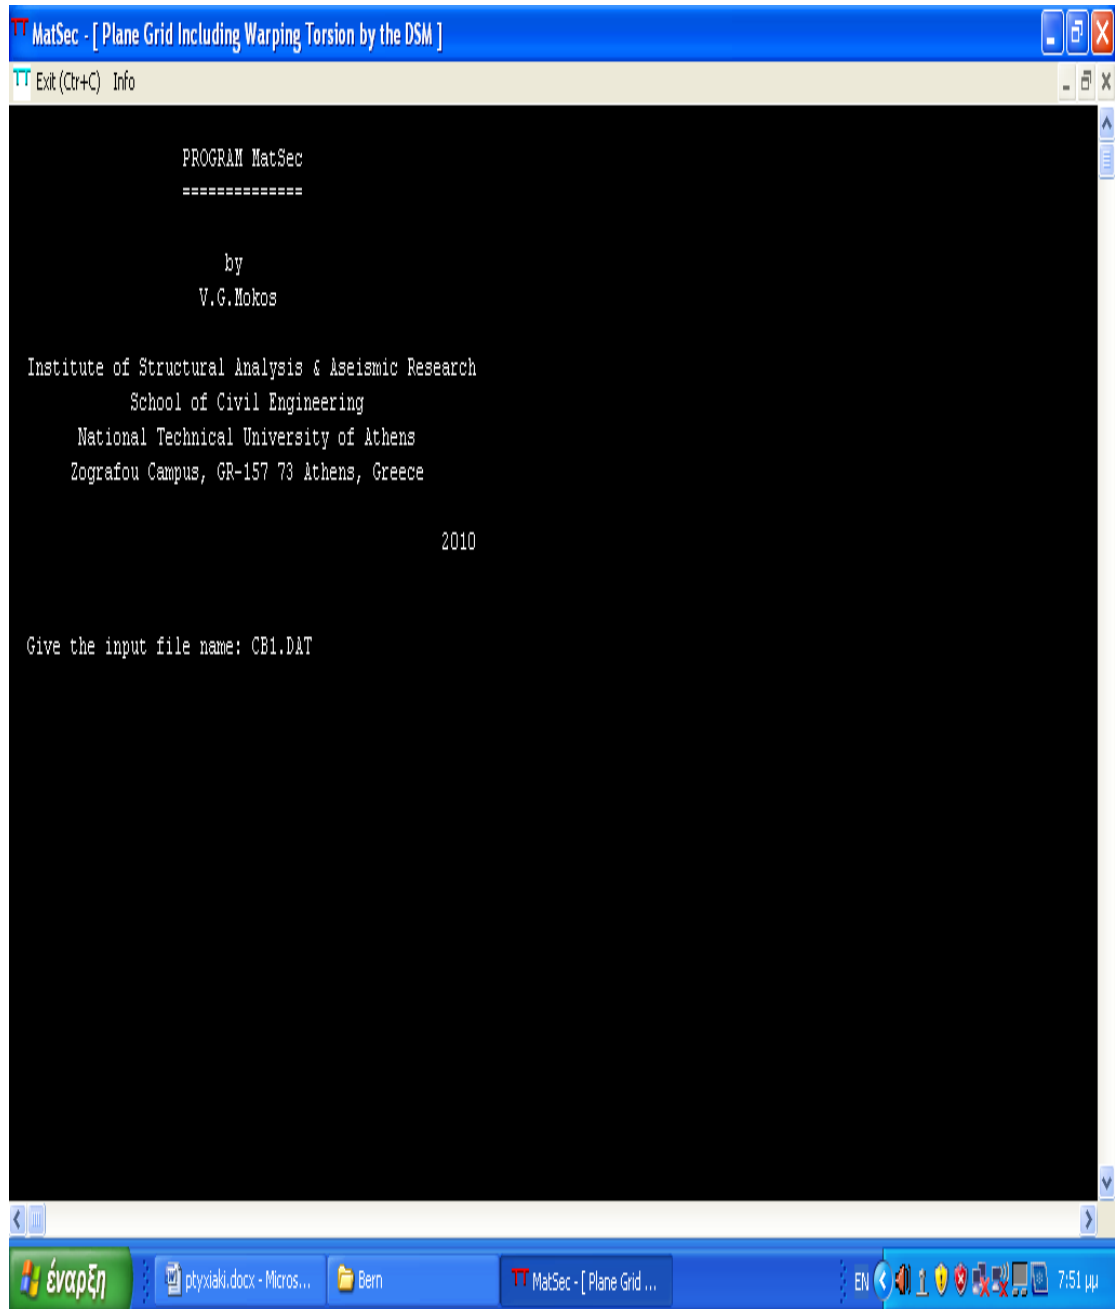 MatSec - [ Plane Grid Including Warping Torsion by the DSM ]
Exit (Ctr+C) Info
PROGRAM MatSec
==============
by
V.G.Mokos
Institute of Structural Analysis & Aseismic Research
School of Civil Engineering
National Technical University of Athens
Zografou Campus, GR-157 73 Athens, Greece
2010
Give the input file name: CB1.DAT
έναρξη
ptyxiaki.docx - Micros...
Bern
MatSec - [ Plane Grid ...
EN
7:51 μμ